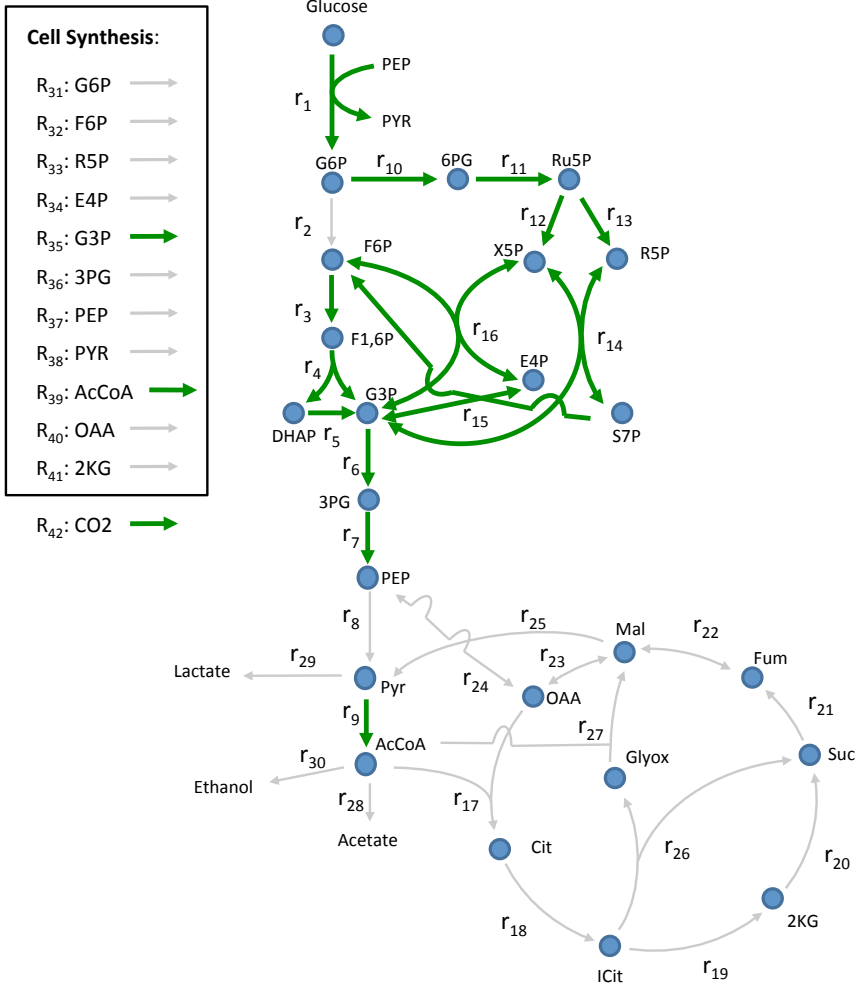 Cell Synthesis:
R31: G6P
R32: F6P
R33: R5P
R34: E4P
R35: G3P
R36: 3PG
R37: PEP
R38: PYR
R39: AcCoA
R40: OAA
R41: 2KG
R42: CO2
Glucose
PEP
r1
PYR
G6P
r10
6PG
r11
Ru5P
r2
r12
r13
F6P
X5P
R5P
r3
F1,6P
r16
r14
r4
E4P
G3P
DHAP
r5
r15
S7P
r6
3PG
r7
PEP
r8
r25
Mal
r22
Lactate
r29
Pyr
r24
r23
OAA
Fum
r21
r9
AcCoA
r27
Glyox
Suc
r30
Ethanol
r28
r17
Acetate
Cit
r26
r20
r18
2KG
ICit
r19